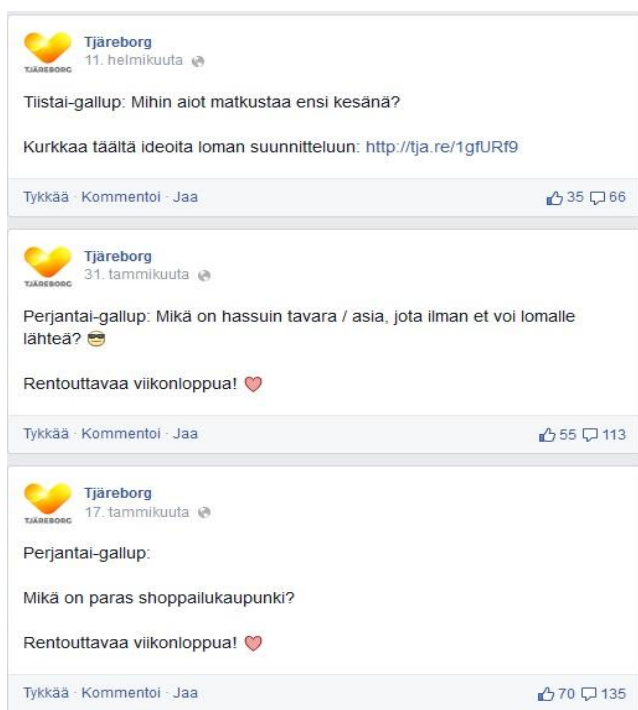 Tjäreborg
11. helmikuuta
TJÄREBORG
Tiistai-gallup: Mihin aiot matkustaa ensi kesänä?
Kurkkaa täältä ideoita loman suunnitteluun: http://tja.re/1gfURf9
Tykkää · Kommentoi · Jaa 35 66
Tjäreborg
31. tammikuuta
TJÄREBORG
Perjantai-gallup: Mikä on hassuin tavara / asia, jota ilman et voi lomalle
lähteä? 😎
Rentouttavaa viikonloppua! ❤
Tykkää · Kommentoi · Jaa 55 113
Tjäreborg
17. tammikuuta
TJÄREBORG
Perjantai-gallup:
Mikä on paras shoppailukaupunki?
Rentouttavaa viikonloppua! ❤
Tykkää · Kommentoi · Jaa 70 135